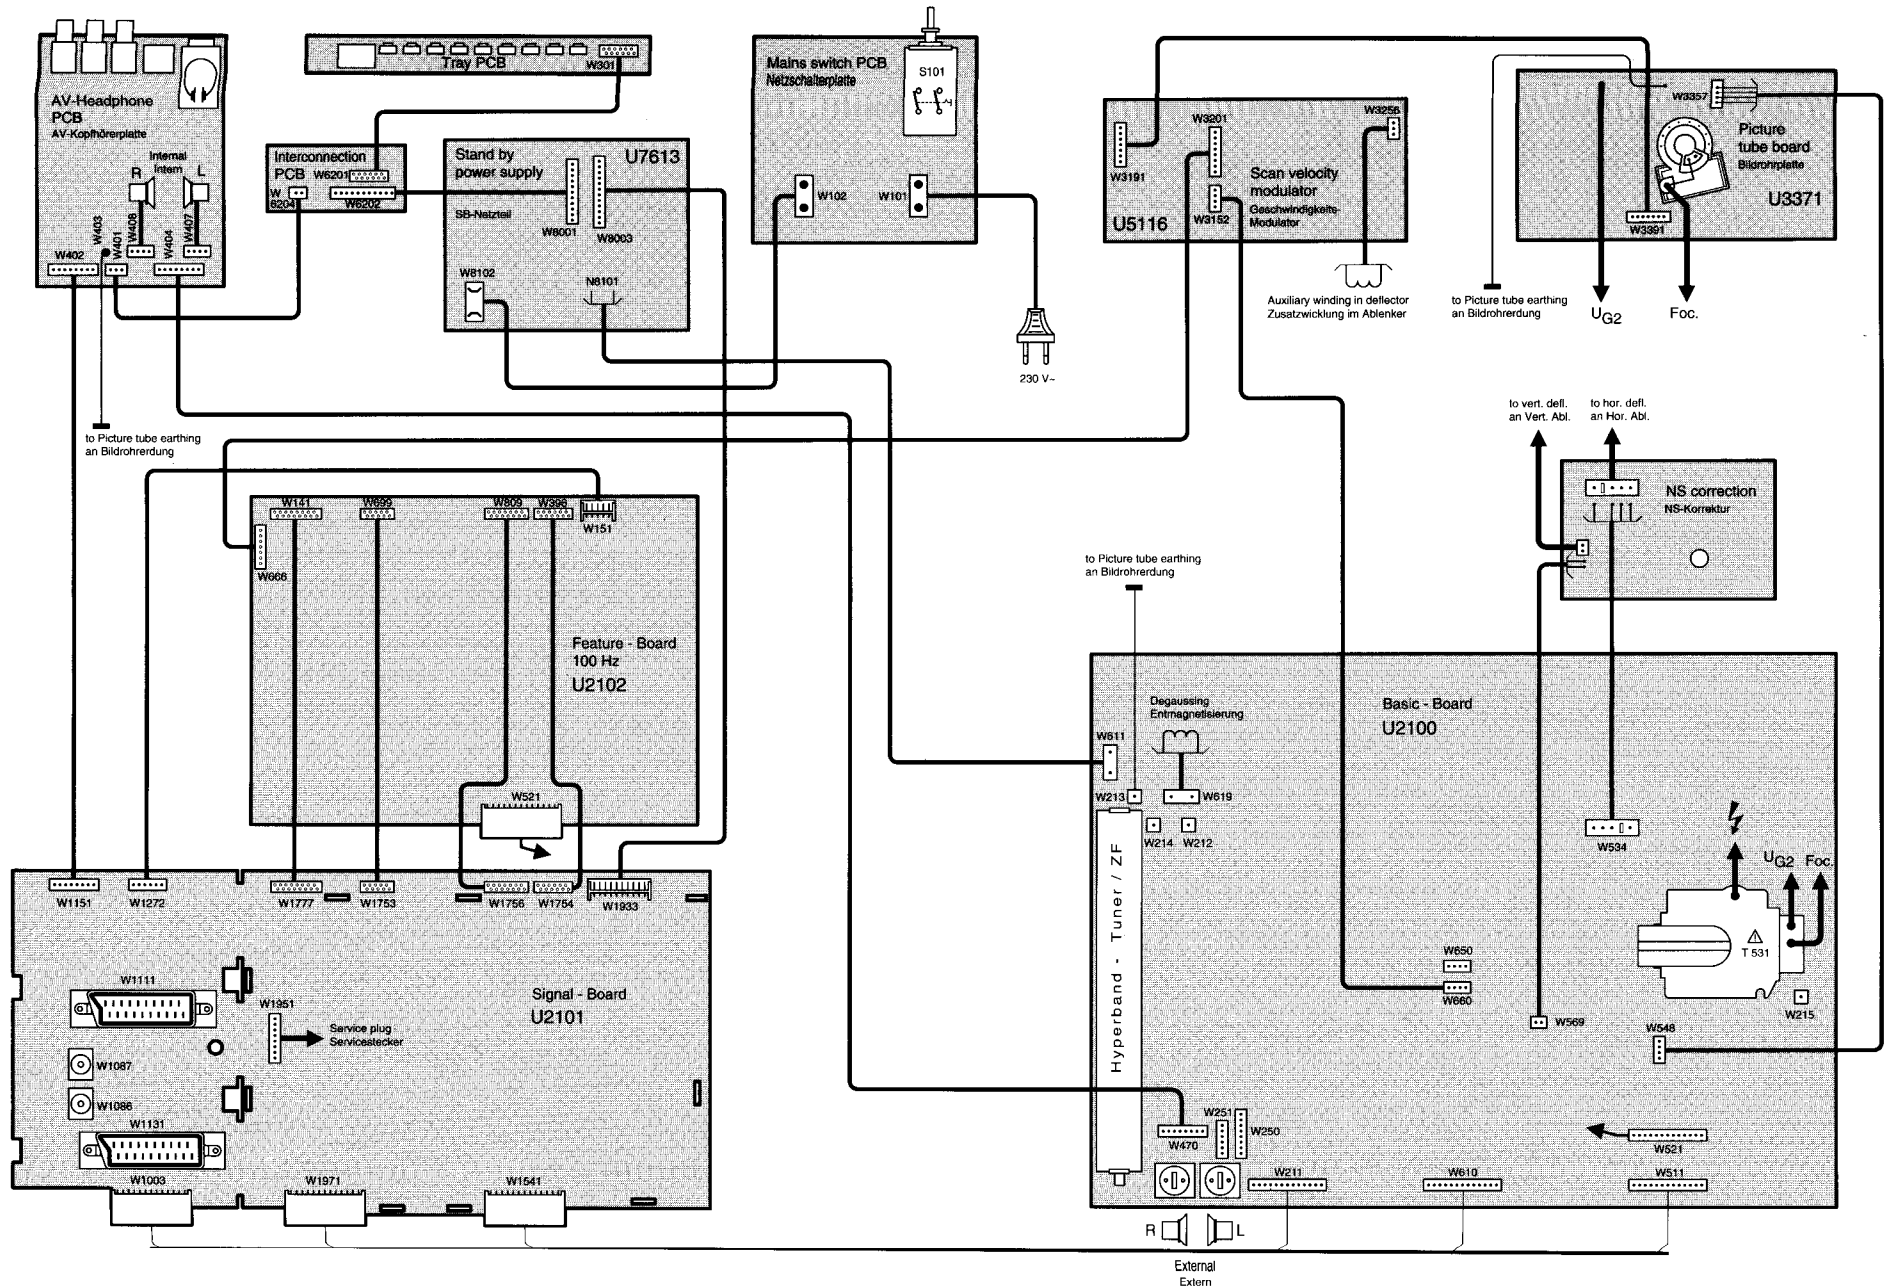 AV-Headphone
PCB
AV-Kopfhörerplatte
Internal
Intern
R
L
W403
W401
W408
W404
W407
W402
to Picture tube earthing
an Bildrohrerdung
Tray PCB
W301
Interconnection
PCB
W6201
W
6204
W6202
Stand by
power supply
U7613
SB-Netzteil
W8001
W8003
W8102
N8101
Mains switch PCB
Netzschalterplatte
S101
W102
W101
230 V~
W3201
W3256
W3191
W3152
Scan velocity
modulator
Geschwindigkeits-
Modulator
U5116
Auxiliary winding in deflector
Zusatzwicklung im Ablenker
to Picture tube earthing
an Bildrohrerdung
W3357
Picture
tube board
Bildrohrplatte
U3371
W3391
UG2
Foc.
to vert. defl.
an Vert. Abl.
to hor. defl.
an Hor. Abl.
NS correction
NS-Korrektur
W141
W699
W809
W396
W151
W666
Feature - Board
100 Hz
U2102
W521
to Picture tube earthing
an Bildrohrerdung
Degaussing
Entmagnetisierung
Basic - Board
U2100
W611
W213
W619
W214
W212
Hyperband - Tuner / ZF
W534
UG2
Foc.
T 531
W215
W650
W660
W569
W548
W251
W250
W470
W521
W211
W610
W511
R
L
External
Extern
W1151
W1272
W1777
W1753
W1756
W1754
W1933
W1111
W1951
Service plug
Servicestecker
Signal - Board
U2101
W1087
W1086
W1131
W1003
W1971
W1541